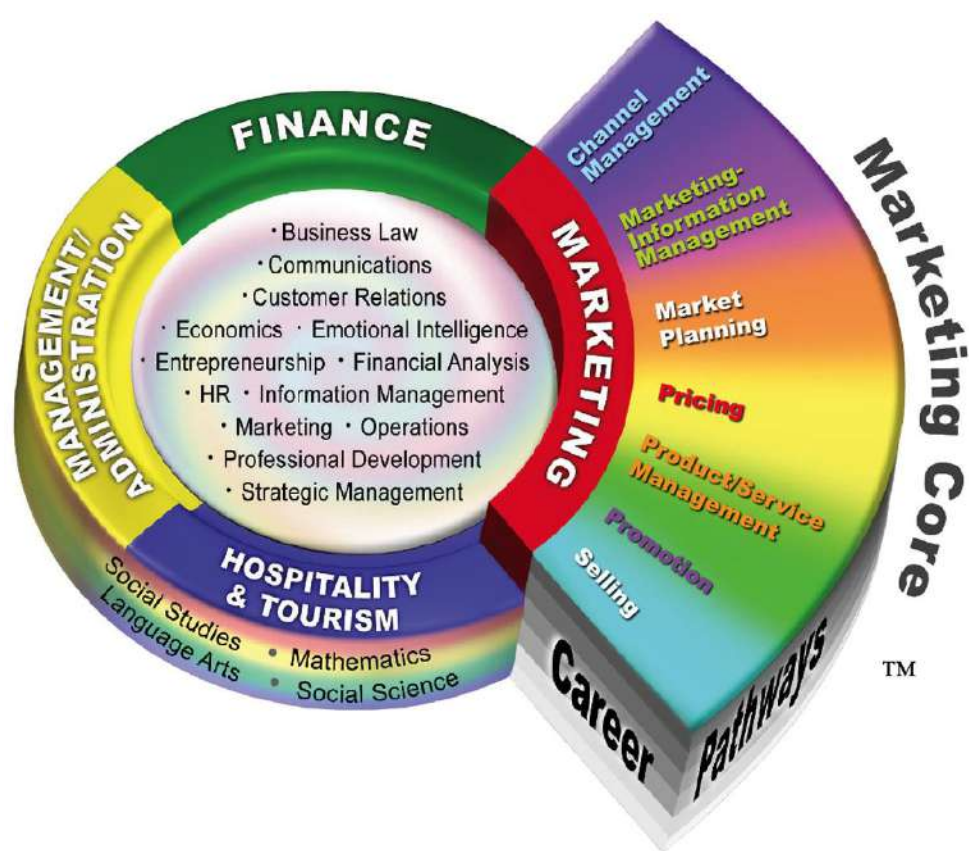 FINANCE
MANAGEMENT/
ADMINISTRATION
MARKETING
HOSPITALITY
& TOURISM
• Business Law
• Communications
• Customer Relations
• Economics • Emotional Intelligence
• Entrepreneurship • Financial Analysis
• HR • Information Management
• Marketing • Operations
• Professional Development
• Strategic Management
Social Studies • Mathematics
Language Arts • Social Science
Channel
Management
Marketing-
Information
Management
Market
Planning
Pricing
Product/Service
Management
Promotion
Selling
Career
Pathways
Marketing Core
TM